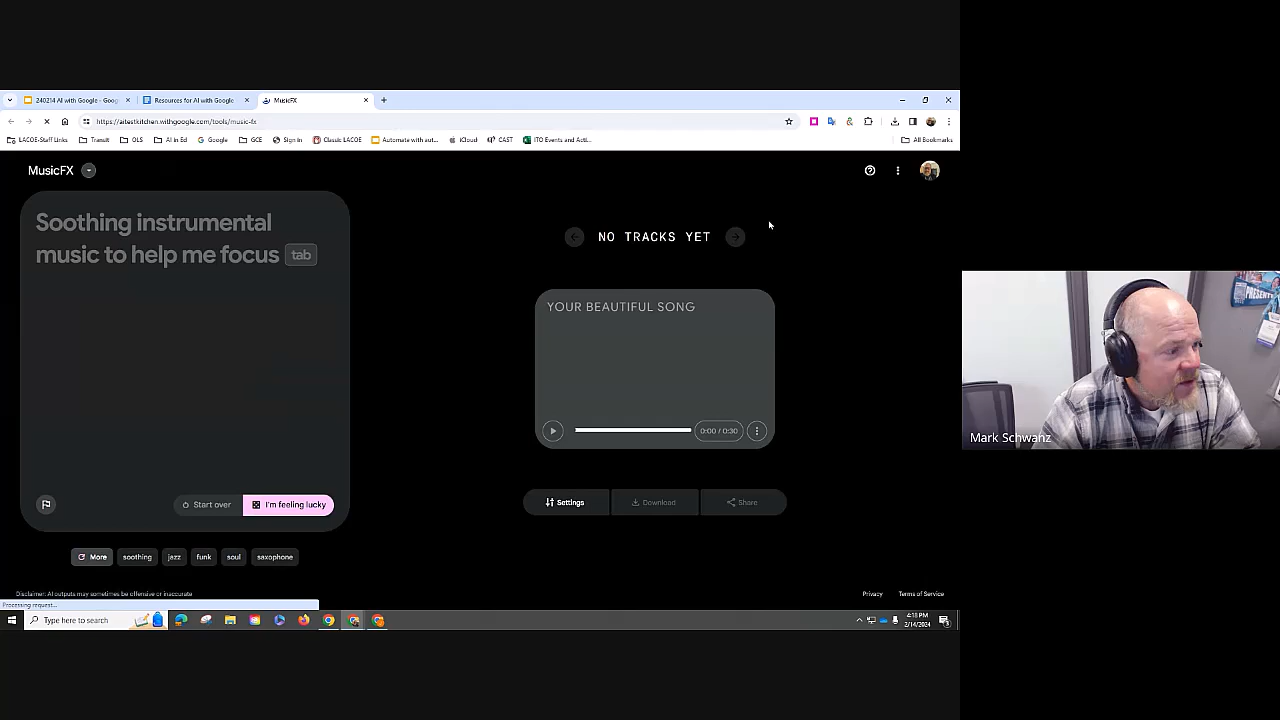 240214 AI with Google - Goog
Resources for AI with Google
MusicFX
https://aitestkitchen.withgoogle.com/tools/music-fx
LACOE-Staff Links
Transit
OLS
AI in Ed
Google
GCE
Sign in
Classic LACOE
Automate with aut...
iCloud
CAST
ITO Events and Acti...
All Bookmarks
MusicFX
Soothing instrumental
music to help me focus tab
NO TRACKS YET
YOUR BEAUTIFUL SONG
0:00 / 0:30
Start over
I'm feeling lucky
Settings
Download
Share
More
soothing
jazz
funk
soul
saxophone
Disclaimer: AI outputs may sometimes be offensive or inaccurate
Privacy
Terms of Service
Processing request...
Type here to search
4:18 PM
2/14/2024
Mark Schwanz